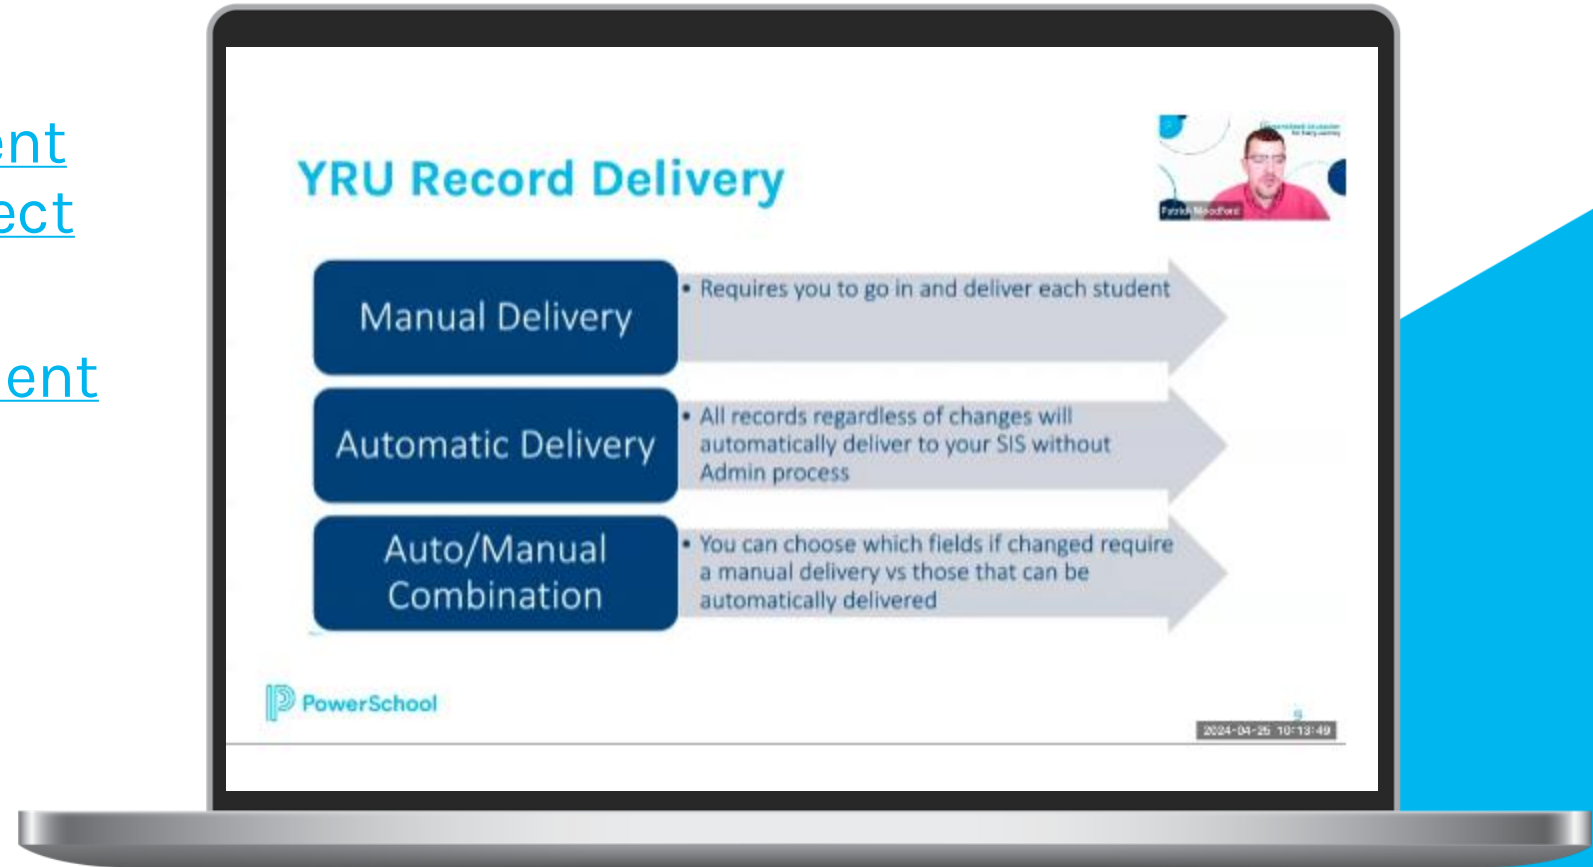 ent
ect
ent
YRU Record Delivery
Patrick Woodford
Manual Delivery
• Requires you to go in and deliver each student
Automatic Delivery
• All records regardless of changes will
automatically deliver to your SIS without
Admin process
Auto/Manual
Combination
• You can choose which fields if changed require
a manual delivery vs those that can be
automatically delivered
PowerSchool
9
2024-04-25 10:13:49